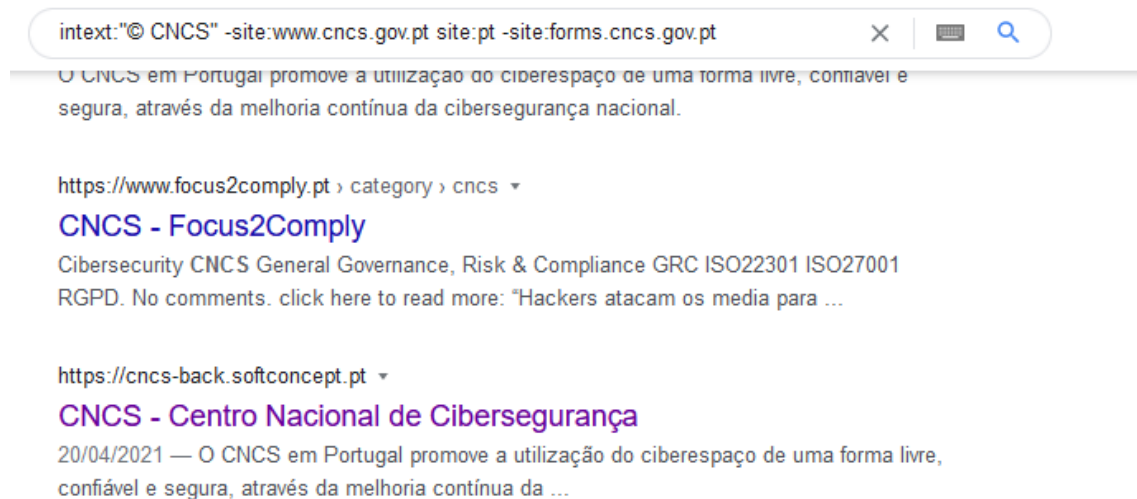 intext:"© CNCS" -site:www.cncs.gov.pt site:pt -site:forms.cncs.gov.pt
O CNCS em Portugal promove a utilização do ciberespaço de uma forma livre, confiável e
segura, através da melhoria contínua da cibersegurança nacional.
https://www.focus2comply.pt › category › cncs
CNCS - Focus2Comply
Cibersecurity CNCS General Governance, Risk & Compliance GRC ISO22301 ISO27001
RGPD. No comments. click here to read more: “Hackers atacam os media para ...
https://cncs-back.softconcept.pt
CNCS - Centro Nacional de Cibersegurança
20/04/2021 — O CNCS em Portugal promove a utilização do ciberespaço de uma forma livre,
confiável e segura, através da melhoria contínua da ...